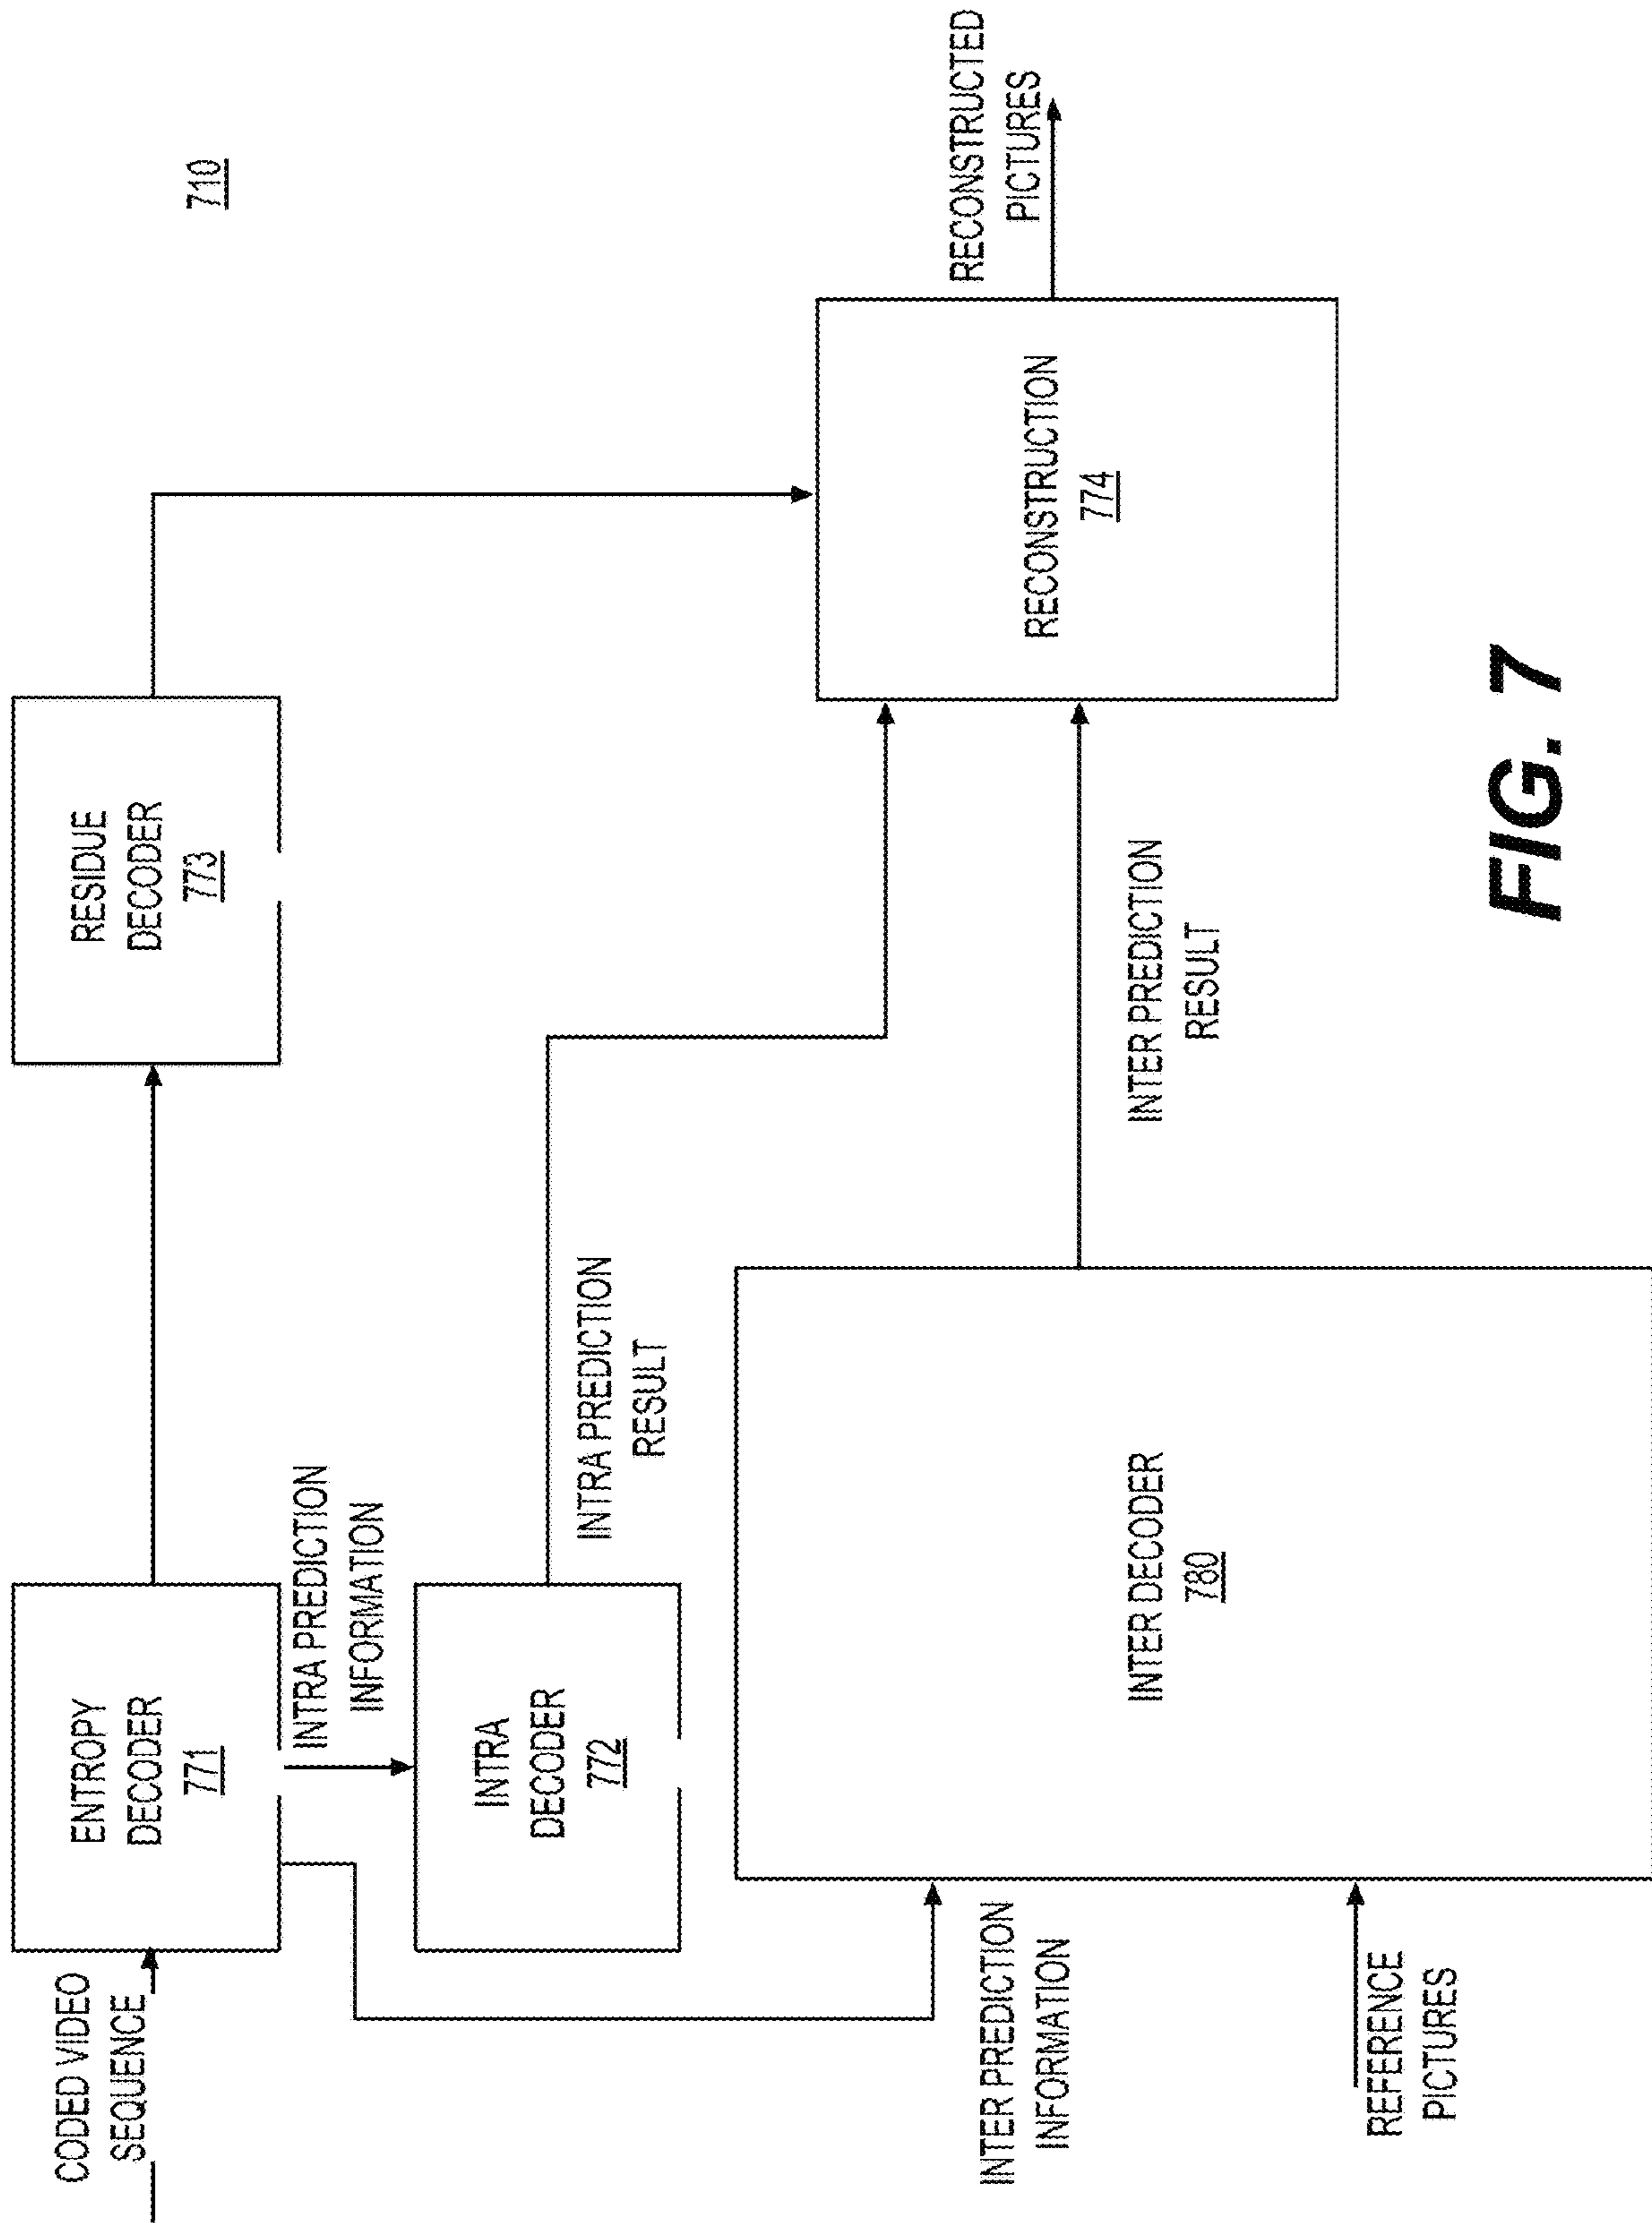 710
CODED VIDEO
SEQUENCE
ENTROPY
DECODER
771
RESIDUE
DECODER
773
INTRA PREDICTION
INFORMATION
INTRA
DECODER
772
INTRA PREDICTION
RESULT
RECONSTRUCTED
PICTURES
RECONSTRUCTION
774
INTER PREDICTION
INFORMATION
INTER DECODER
780
INTER PREDICTION
RESULT
REFERENCE
PICTURES
FIG. 7